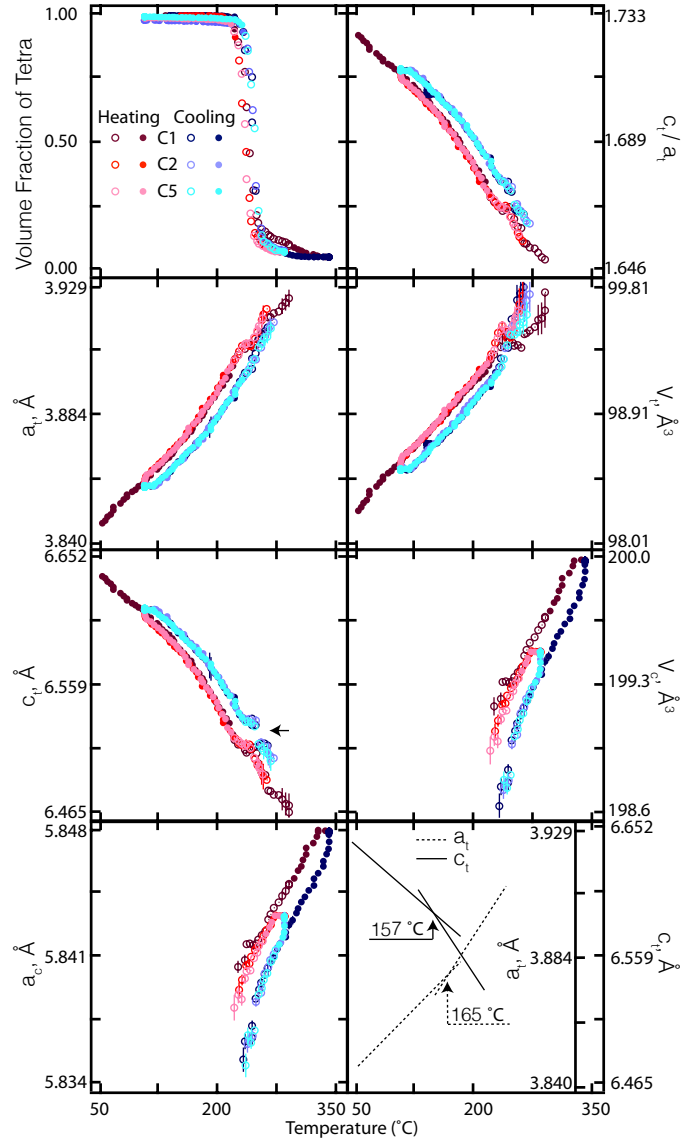 1.00
0.50
0.00
Volume Fraction of Tetra
Heating Cooling
C1
C2
C5
1.733
1.689
1.646
c_t / a_t
3.929
3.884
3.840
a_t, Å
99.81
98.91
98.01
V_t, Å³
6.652
6.559
6.465
c_t, Å
200.0
199.3
198.6
V_c, Å³
5.848
5.841
5.834
a_c, Å
a_t
c_t
157 °C
165 °C
3.929
3.884
3.840
a_t, Å
6.652
6.559
6.465
c_t, Å
50 200 350 50 200 350
Temperature (°C)